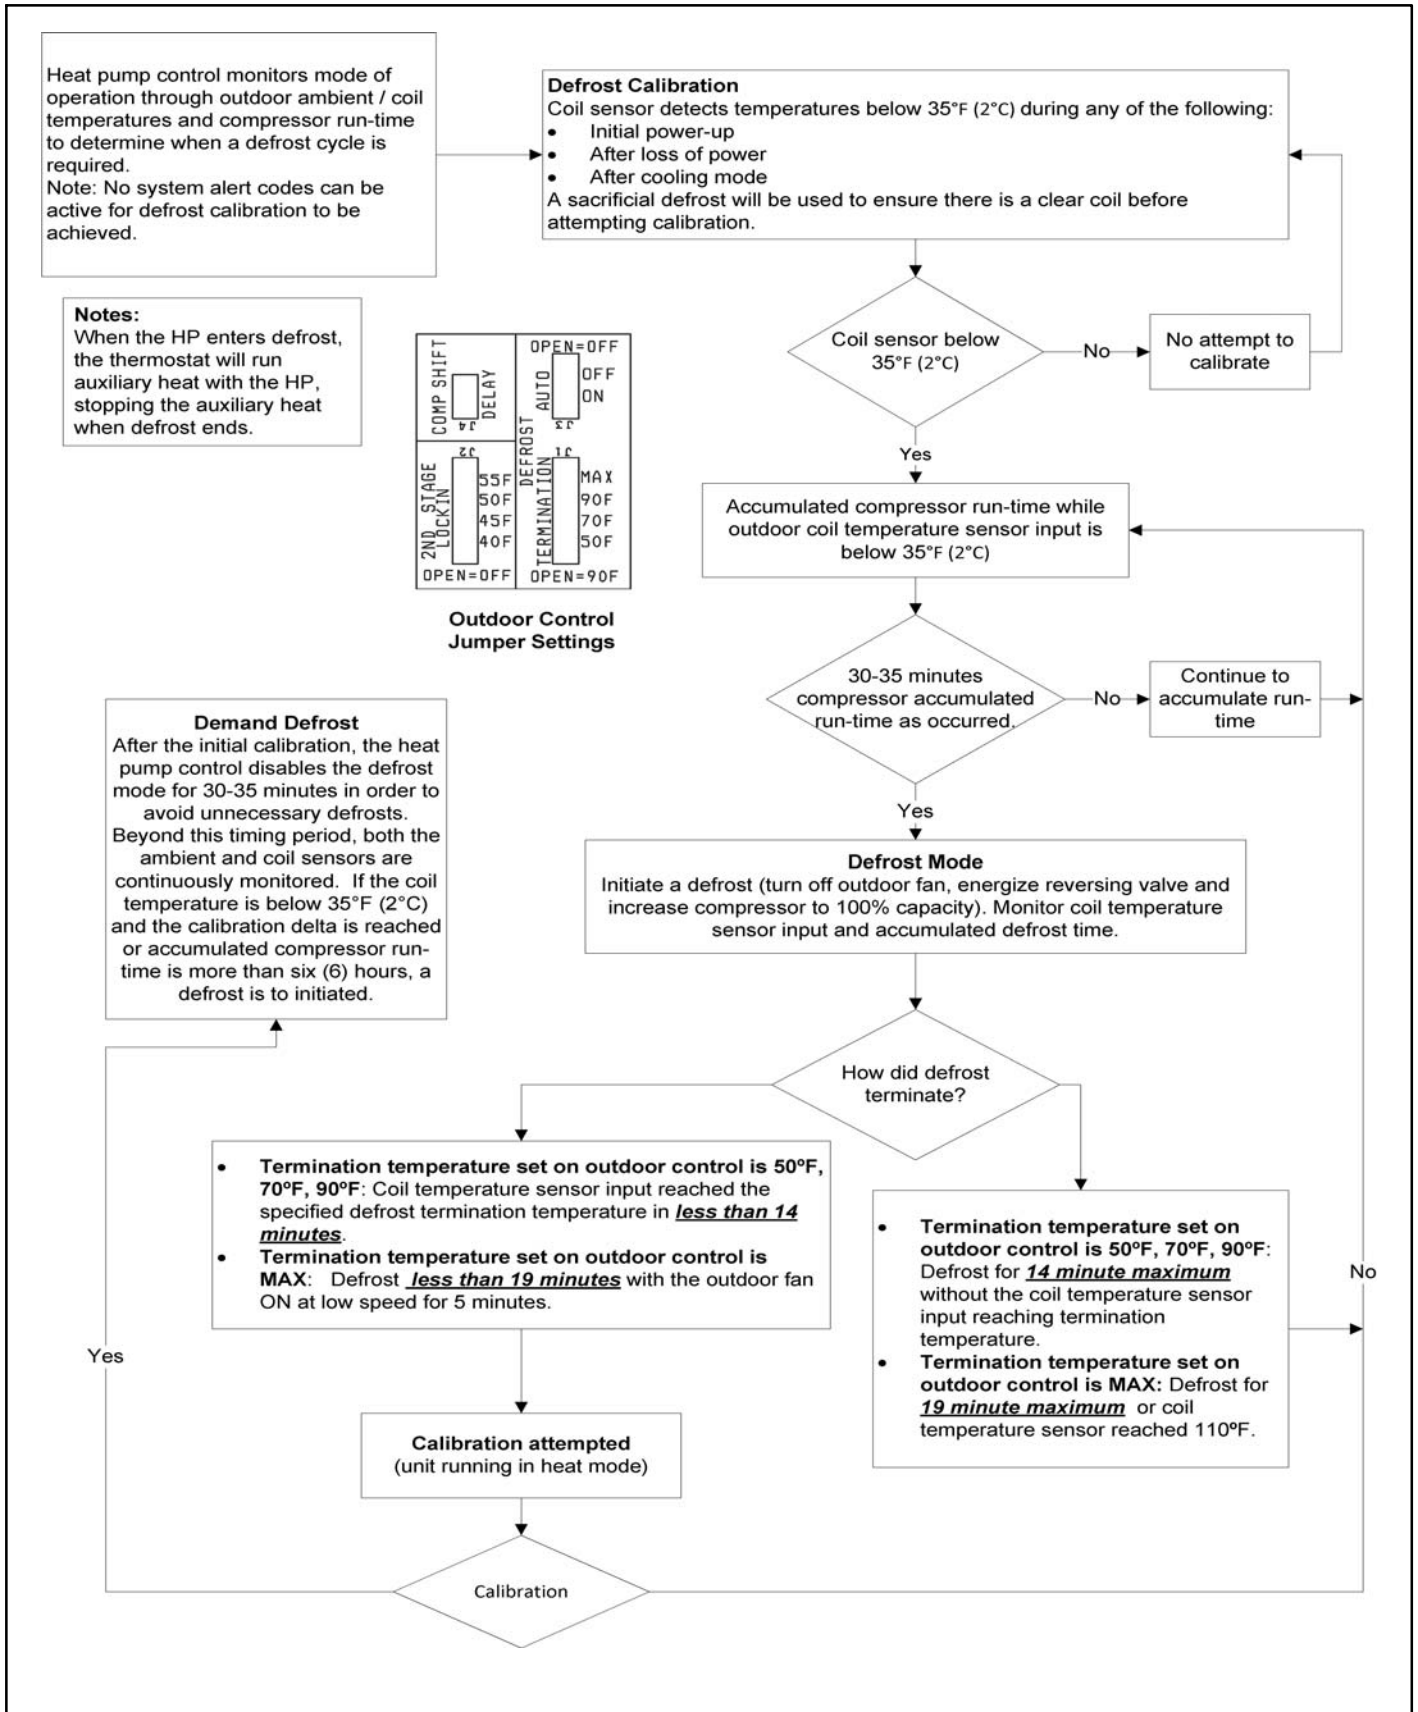 Heat pump control monitors mode of
operation through outdoor ambient / coil
temperatures and compressor run-time
to determine when a defrost cycle is
required.
Note: No system alert codes can be
active for defrost calibration to be
achieved.
Defrost Calibration
Coil sensor detects temperatures below 35°F (2°C) during any of the following:
• Initial power-up
• After loss of power
• After cooling mode
A sacrificial defrost will be used to ensure there is a clear coil before
attempting calibration.
Notes:
When the HP enters defrost,
the thermostat will run
auxiliary heat with the HP,
stopping the auxiliary heat
when defrost ends.
COMP SHIFT
DELAY
J4
OPEN=OFF
AUTO
OFF
ON
J3
DEFROST
2ND STAGE
LOCKIN
J2
55F
50F
45F
40F
OPEN=OFF
TERMINATION
J1
MAX
90F
70F
50F
OPEN=90F
Outdoor Control
Jumper Settings
Coil sensor below
35°F (2°C)
No
No attempt to
calibrate
Yes
Accumulated compressor run-time while
outdoor coil temperature sensor input is
below 35°F (2°C)
30-35 minutes
compressor accumulated
run-time as occurred.
No
Continue to
accumulate run-
time
Yes
Demand Defrost
After the initial calibration, the heat
pump control disables the defrost
mode for 30-35 minutes in order to
avoid unnecessary defrosts.
Beyond this timing period, both the
ambient and coil sensors are
continuously monitored.  If the coil
temperature is below 35°F (2°C)
and the calibration delta is reached
or accumulated compressor run-
time is more than six (6) hours, a
defrost is to initiated.
Defrost Mode
Initiate a defrost (turn off outdoor fan, energize reversing valve and
increase compressor to 100% capacity). Monitor coil temperature
sensor input and accumulated defrost time.
How did defrost
terminate?
• Termination temperature set on outdoor control is 50ºF,
70ºF, 90ºF: Coil temperature sensor input reached the
specified defrost termination temperature in less than 14
minutes.
• Termination temperature set on outdoor control is
MAX: Defrost less than 19 minutes with the outdoor fan
ON at low speed for 5 minutes.
• Termination temperature set on
outdoor control is 50ºF, 70ºF, 90ºF:
Defrost for 14 minute maximum
without the coil temperature sensor
input reaching termination
temperature.
• Termination temperature set on
outdoor control is MAX: Defrost for
19 minute maximum or coil
temperature sensor reached 110ºF.
No
Yes
Calibration attempted
(unit running in heat mode)
Calibration